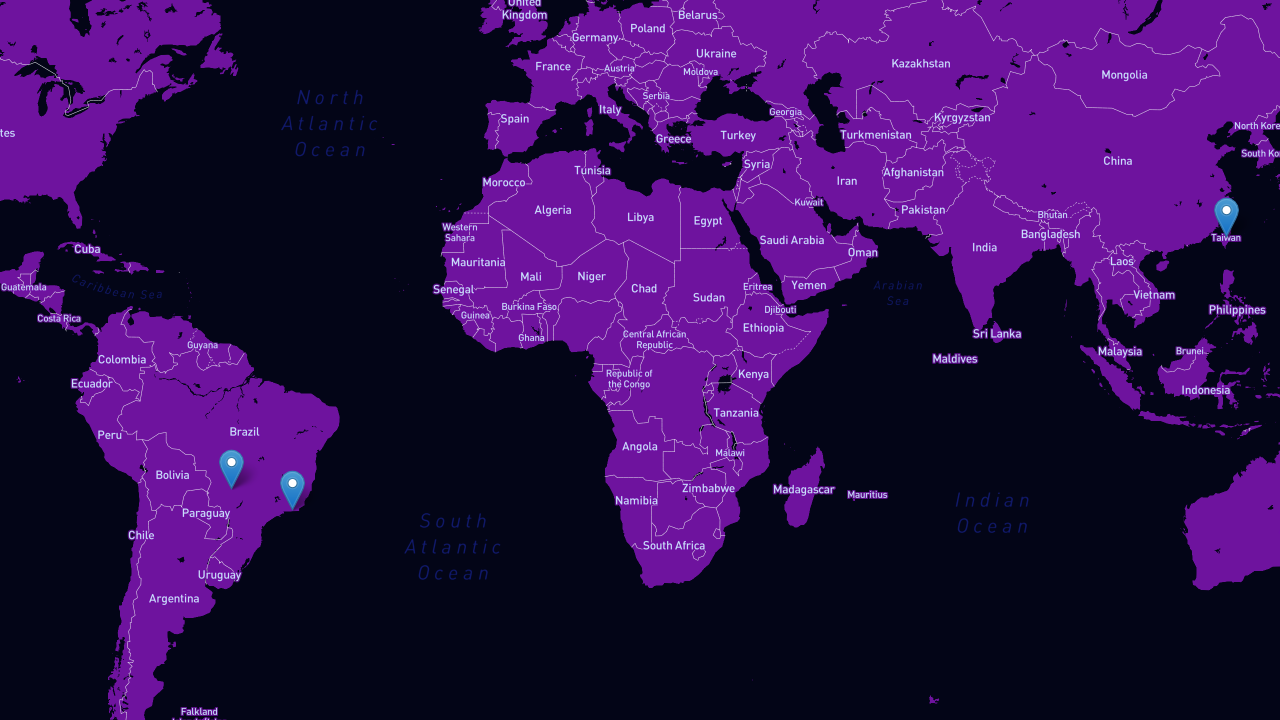 United
Kingdom
Belarus
Poland
Germany
Ukraine
France
Austria
Moldova
Kazakhstan
Mongolia
Serbia
North
Atlantic
Ocean
Italy
Spain
Georgia
Kyrgyzstan
North Kore
tes
Greece
Turkey
Turkmenistan
South Ko
China
Syria
Tunisia
Afghanistan
Morocco
Iran
Kuwait
Algeria
Libya
Egypt
Pakistan
Bhutan
Bangladesh
Western
Sahara
Taiwan
Saudi Arabia
India
Cuba
Oman
Mauritania
Laos
Mali
Niger
Chad
Yemen
Eritrea
Arabian
Sea
Guatemala
Caribbean Sea
Senegal
Sudan
Vietnam
Burkina Faso
Djibouti
Philippines
Guinea
Costa Rica
Ethiopia
Ghana
Central African
Republic
Sri Lanka
Guyana
Colombia
Maldives
Malaysia
Brunei
Republic of
the Congo
Kenya
Ecuador
Indonesia
Tanzania
Brazil
Peru
Angola
Malawi
Bolivia
Zimbabwe
Madagascar
Mauritius
Namibia
Indian
Ocean
Paraguay
South
Atlantic
Ocean
Chile
South Africa
Uruguay
Argentina
Falkland